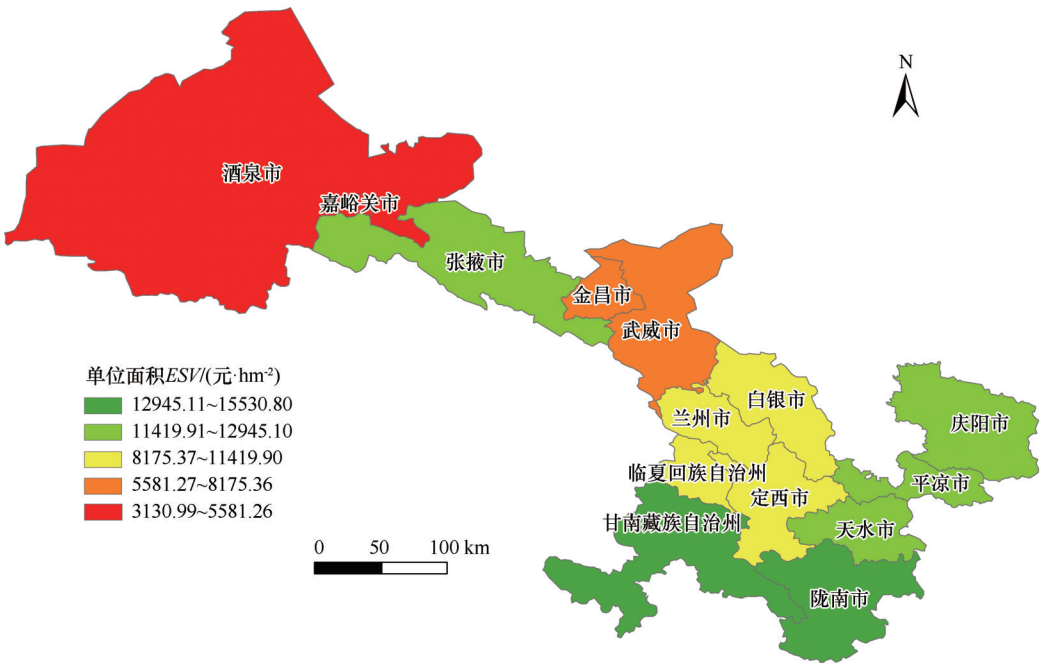 N
酒泉市
嘉峪关市
张掖市
金昌市
武威市
单位面积ESV/(元·hm⁻²)
12945.11~15530.80
11419.91~12945.10
8175.37~11419.90
5581.27~8175.36
3130.99~5581.26
白银市
兰州市
庆阳市
临夏回族自治州
平凉市
定西市
甘南藏族自治州
天水市
陇南市
0 50 100 km